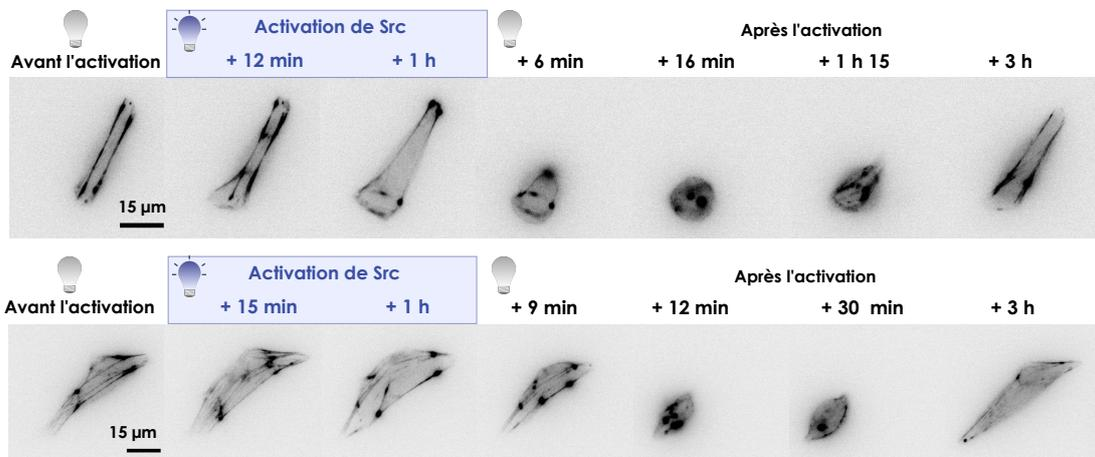 Activation de Src
Après l'activation
Avant l'activation + 12 min + 1 h + 6 min + 16 min + 1 h 15 + 3 h
15 µm
Activation de Src
Après l'activation
Avant l'activation + 15 min + 1 h + 9 min + 12 min + 30 min + 3 h
15 µm